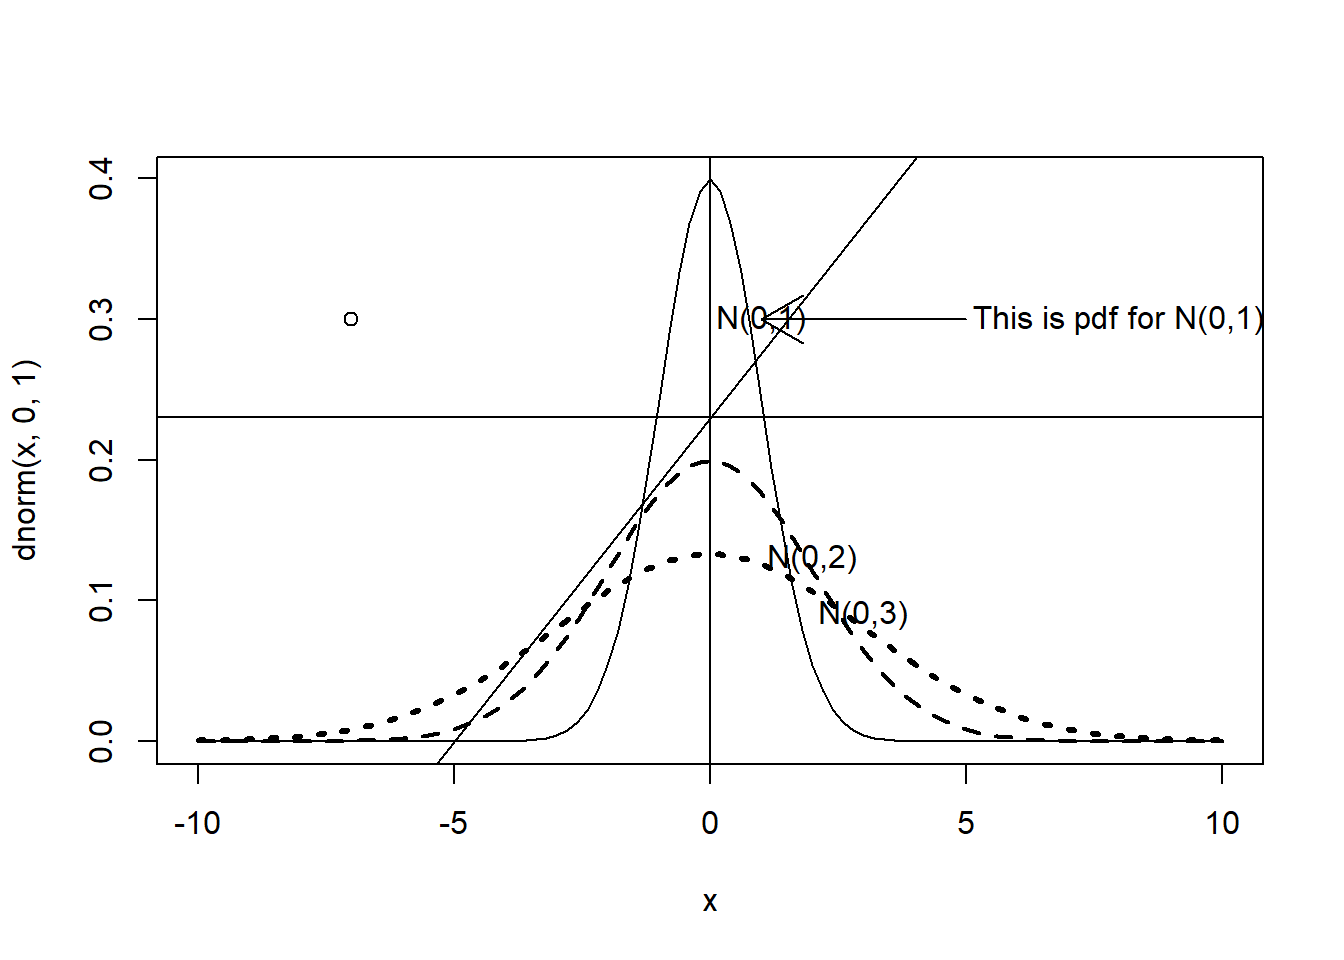 dnorm(x, 0, 1)
0.4
0.3
0.2
0.1
0.0
N(0,1)
This is pdf for N(0,1)
N(0,2)
N(0,3)
-10
-5
0
5
10
x